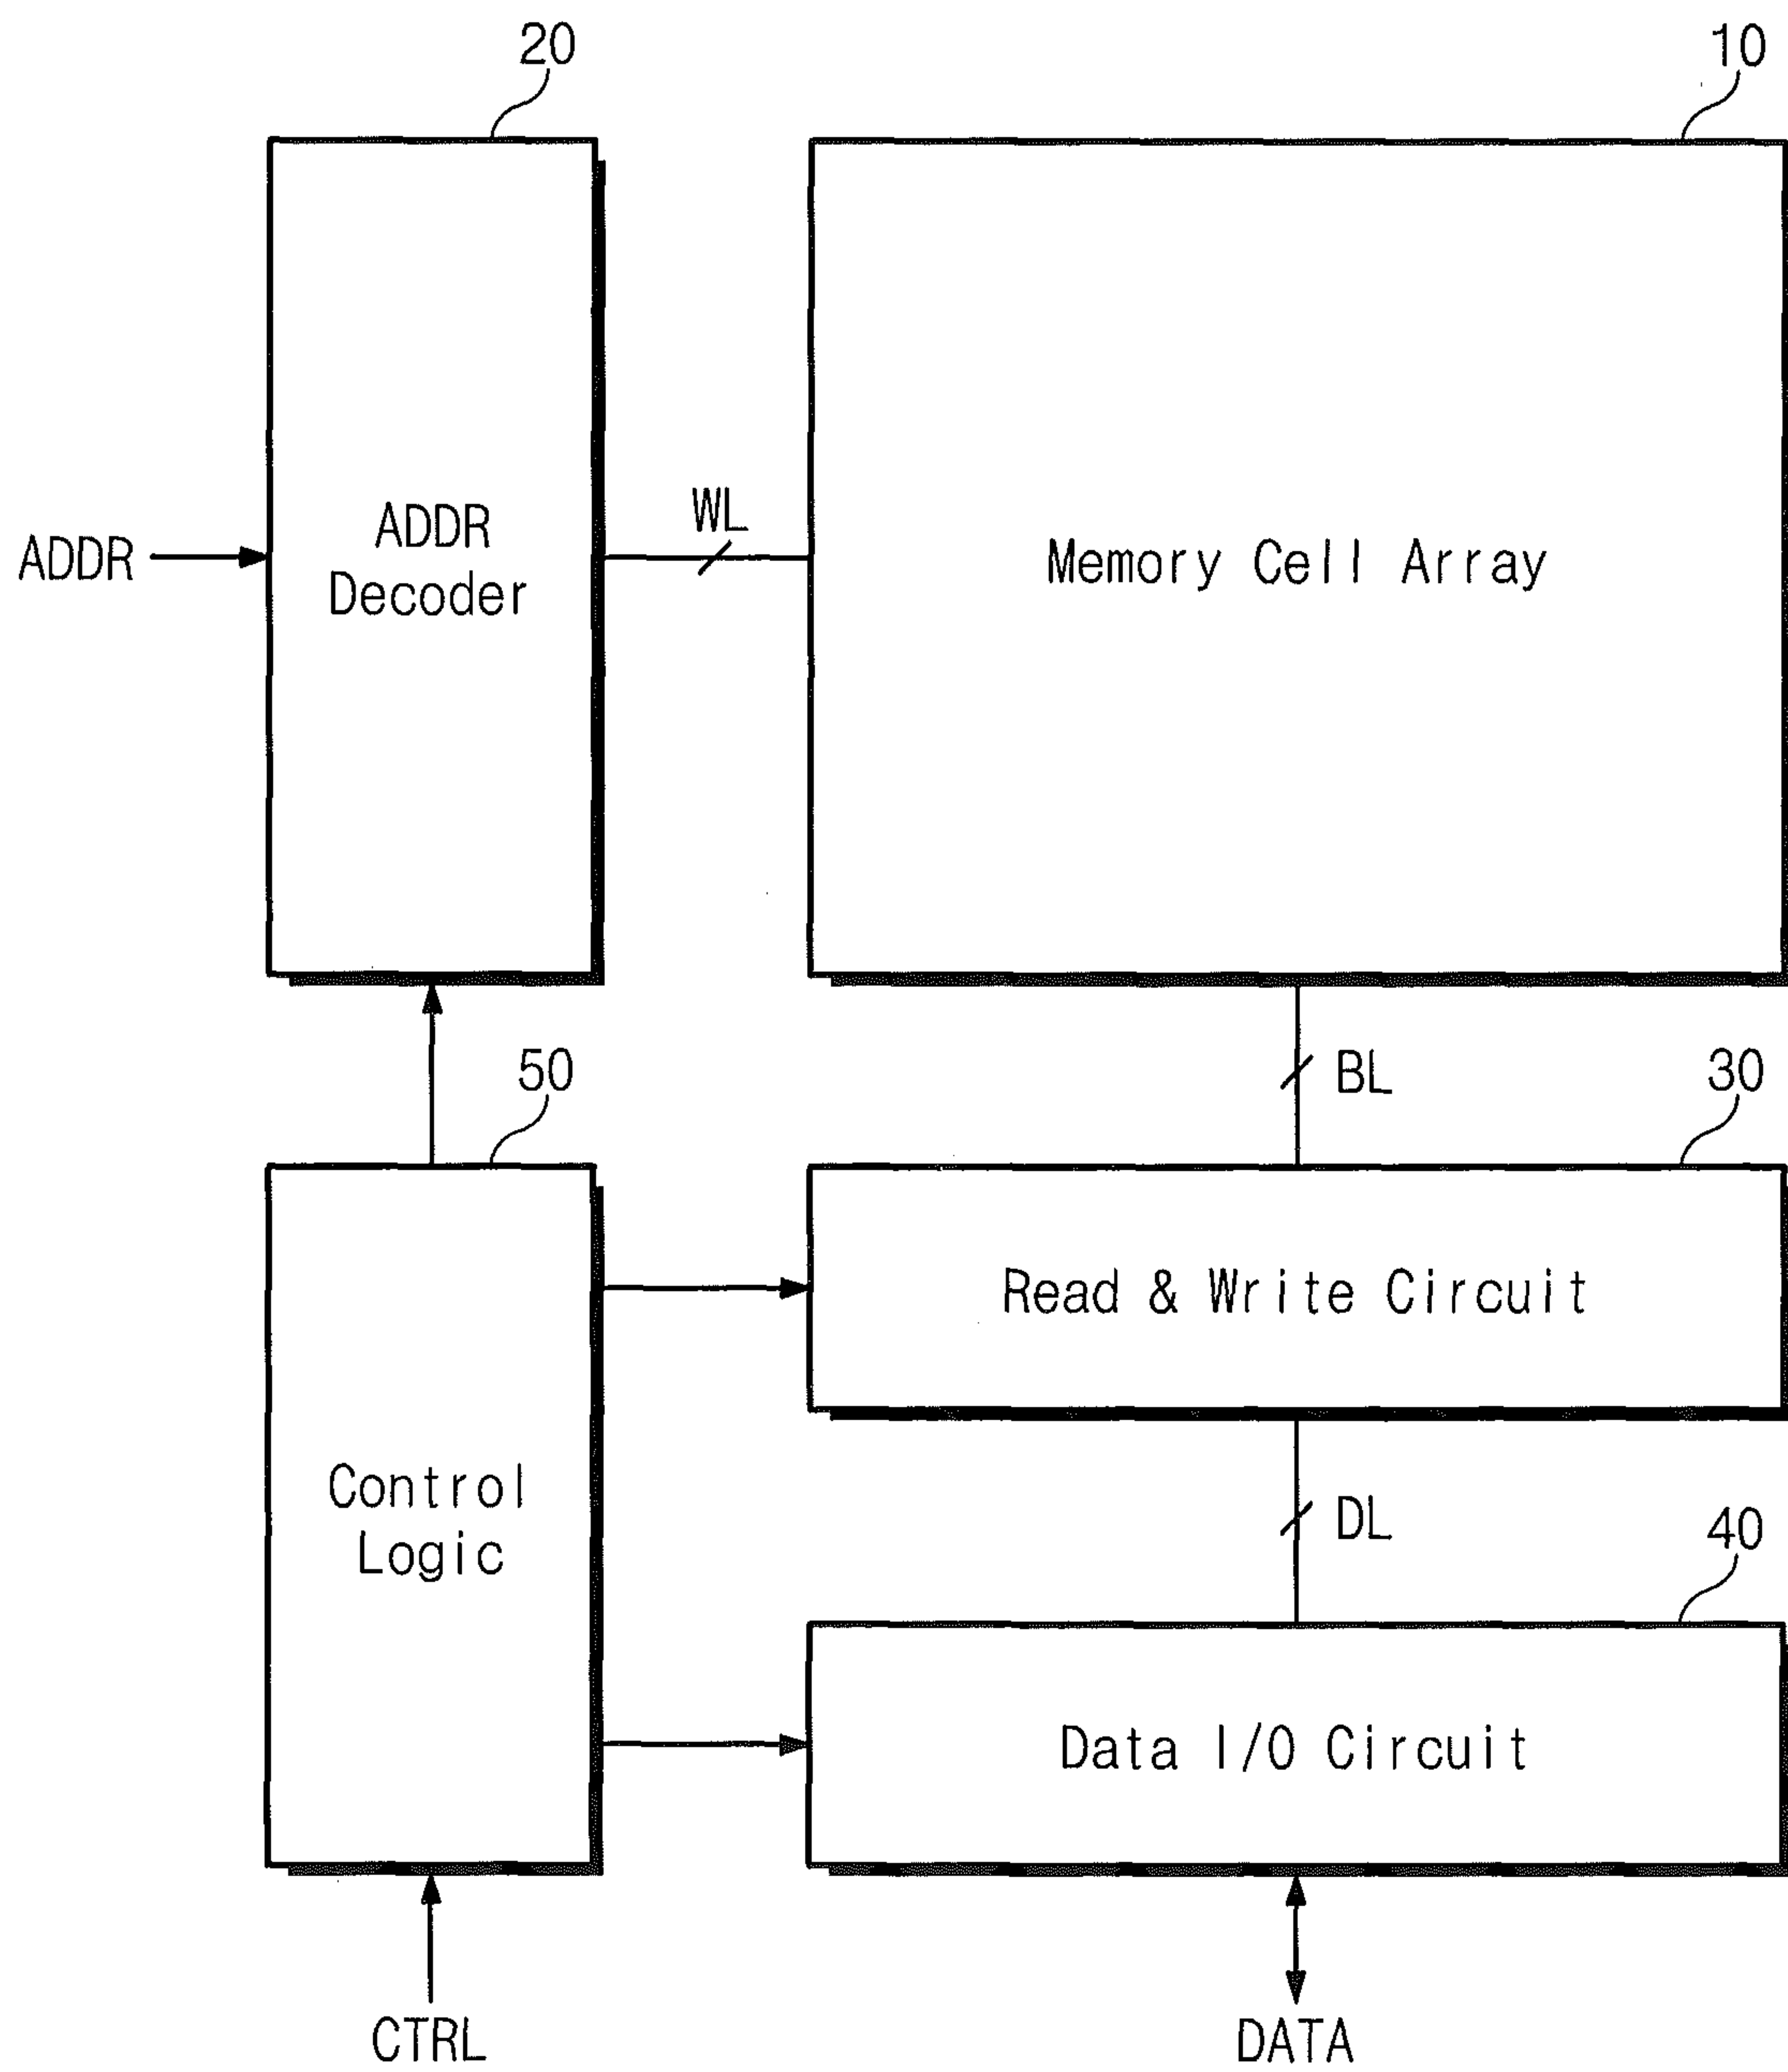 20
10
ADDR
ADDR
Decoder
WL
Memory Cell Array
50
BL
30
Read & Write Circuit
Control
Logic
DL
40
Data I/O Circuit
CTRL
DATA